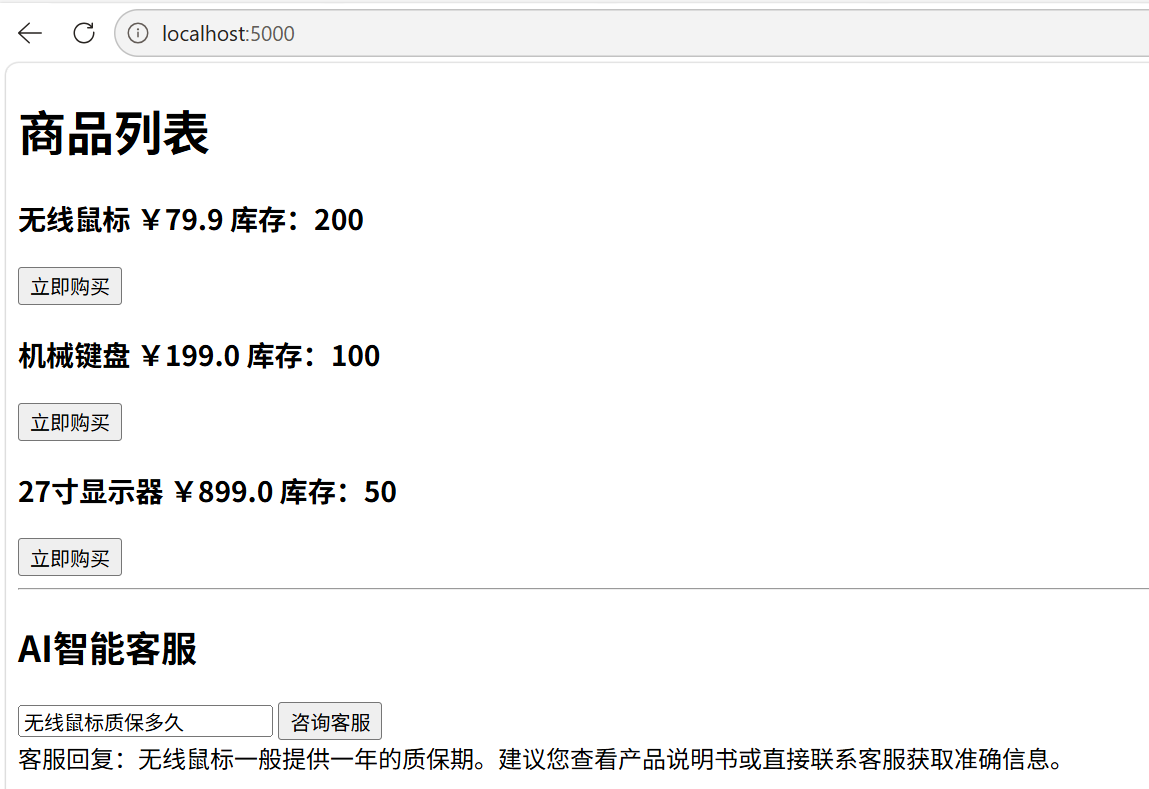 localhost:5000
商品列表
无线鼠标 ￥79.9 库存：200
立即购买
机械键盘 ￥199.0 库存：100
立即购买
27寸显示器 ￥899.0 库存：50
立即购买
AI智能客服
无线鼠标质保多久 咨询客服
客服回复：无线鼠标一般提供一年的质保期。建议您查看产品说明书或直接联系客服获取准确信息。